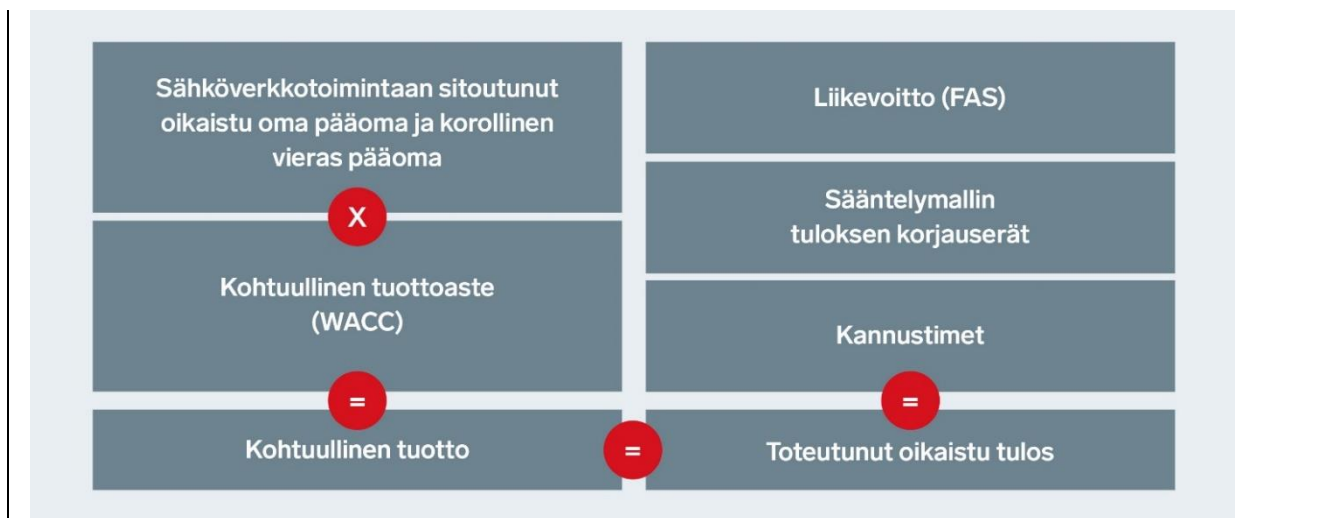 Sähköverkkotoimintaan sitoutunut
oikaistu oma pääoma ja korollinen
vieras pääoma
X
Kohtuullinen tuottoaste
(WACC)
=
Kohtuullinen tuotto
=
Liikevoitto (FAS)
Sääntelymallin
tuloksen korjauserät
Kannustimet
=
Toteutunut oikaistu tulos